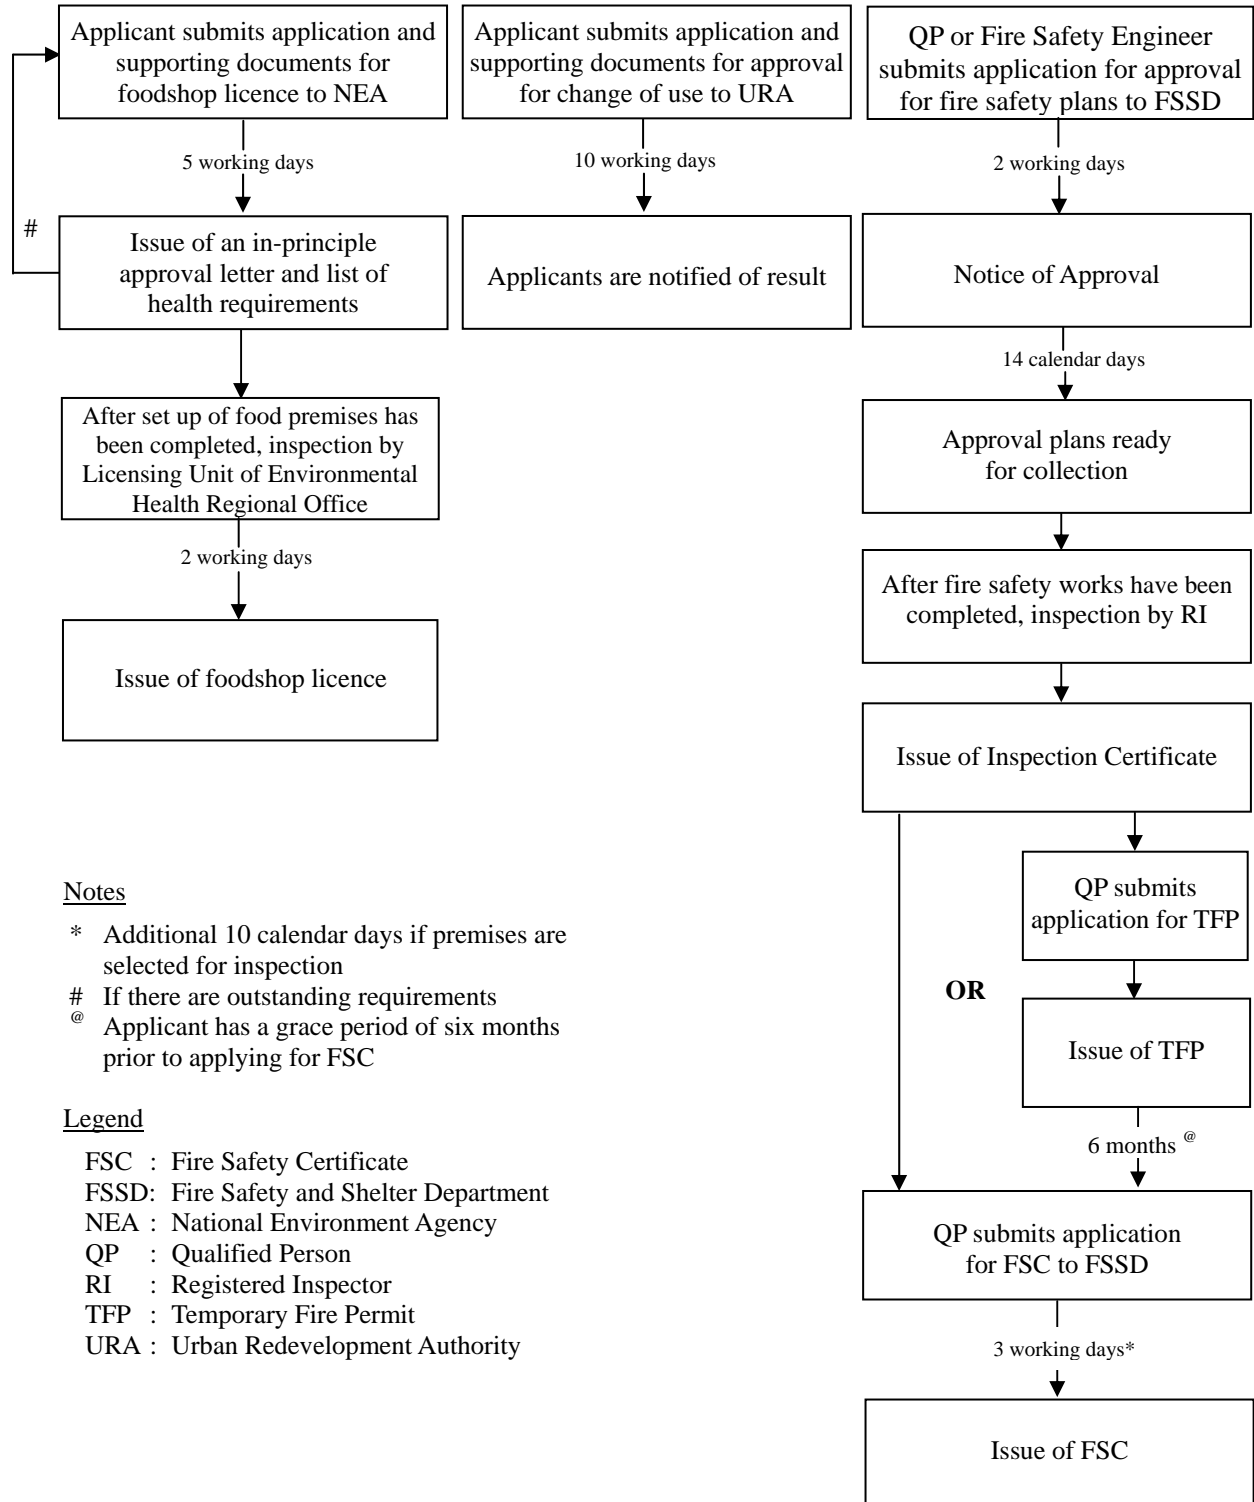 Applicant submits application and
supporting documents for
foodshop licence to NEA
5 working days
#
Issue of an in-principle
approval letter and list of
health requirements
After set up of food premises has
been completed, inspection by
Licensing Unit of Environmental
Health Regional Office
2 working days
Issue of foodshop licence
Applicant submits application and
supporting documents for approval
for change of use to URA
10 working days
Applicants are notified of result
QP or Fire Safety Engineer
submits application for approval
for fire safety plans to FSSD
2 working days
Notice of Approval
14 calendar days
Approval plans ready
for collection
After fire safety works have been
completed, inspection by RI
Issue of Inspection Certificate
QP submits
application for TFP
OR
Issue of TFP
6 months @
QP submits application
for FSC to FSSD
3 working days*
Issue of FSC
Notes
* Additional 10 calendar days if premises are
selected for inspection
# If there are outstanding requirements
@ Applicant has a grace period of six months
prior to applying for FSC
Legend
FSC : Fire Safety Certificate
FSSD: Fire Safety and Shelter Department
NEA : National Environment Agency
QP : Qualified Person
RI : Registered Inspector
TFP : Temporary Fire Permit
URA : Urban Redevelopment Authority